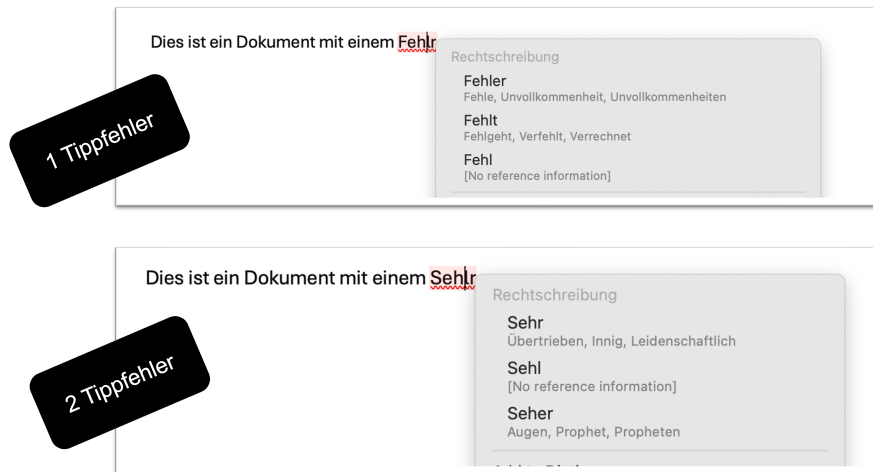 Dies ist ein Dokument mit einem Fehlr
Rechtschreibung
Fehler
Fehle, Unvollkommenheit, Unvollkommenheiten
Fehlt
Fehlgeht, Verfehlt, Verrechnet
Fehl
[No reference information]
1 Tippfehler
Dies ist ein Dokument mit einem Sehlr
Rechtschreibung
Sehr
Übertrieben, Innig, Leidenschaftlich
Sehl
[No reference information]
Seher
Augen, Prophet, Propheten
2 Tippfehler